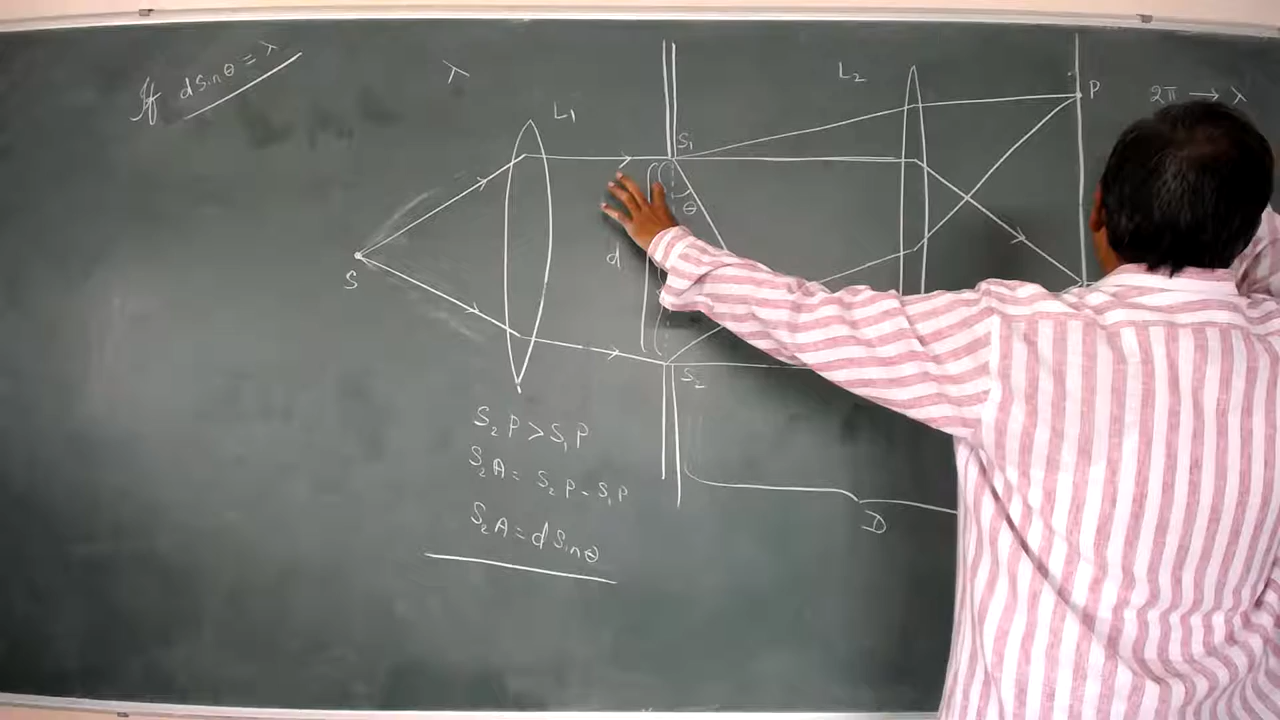 If d sinθ = λ
λ
L₁
L₂
S₁
P
2π → λ
θ
d
S
S₂
S₂P > S₁P
S₂A = S₂P - S₁P
S₂A = d Sinθ
D